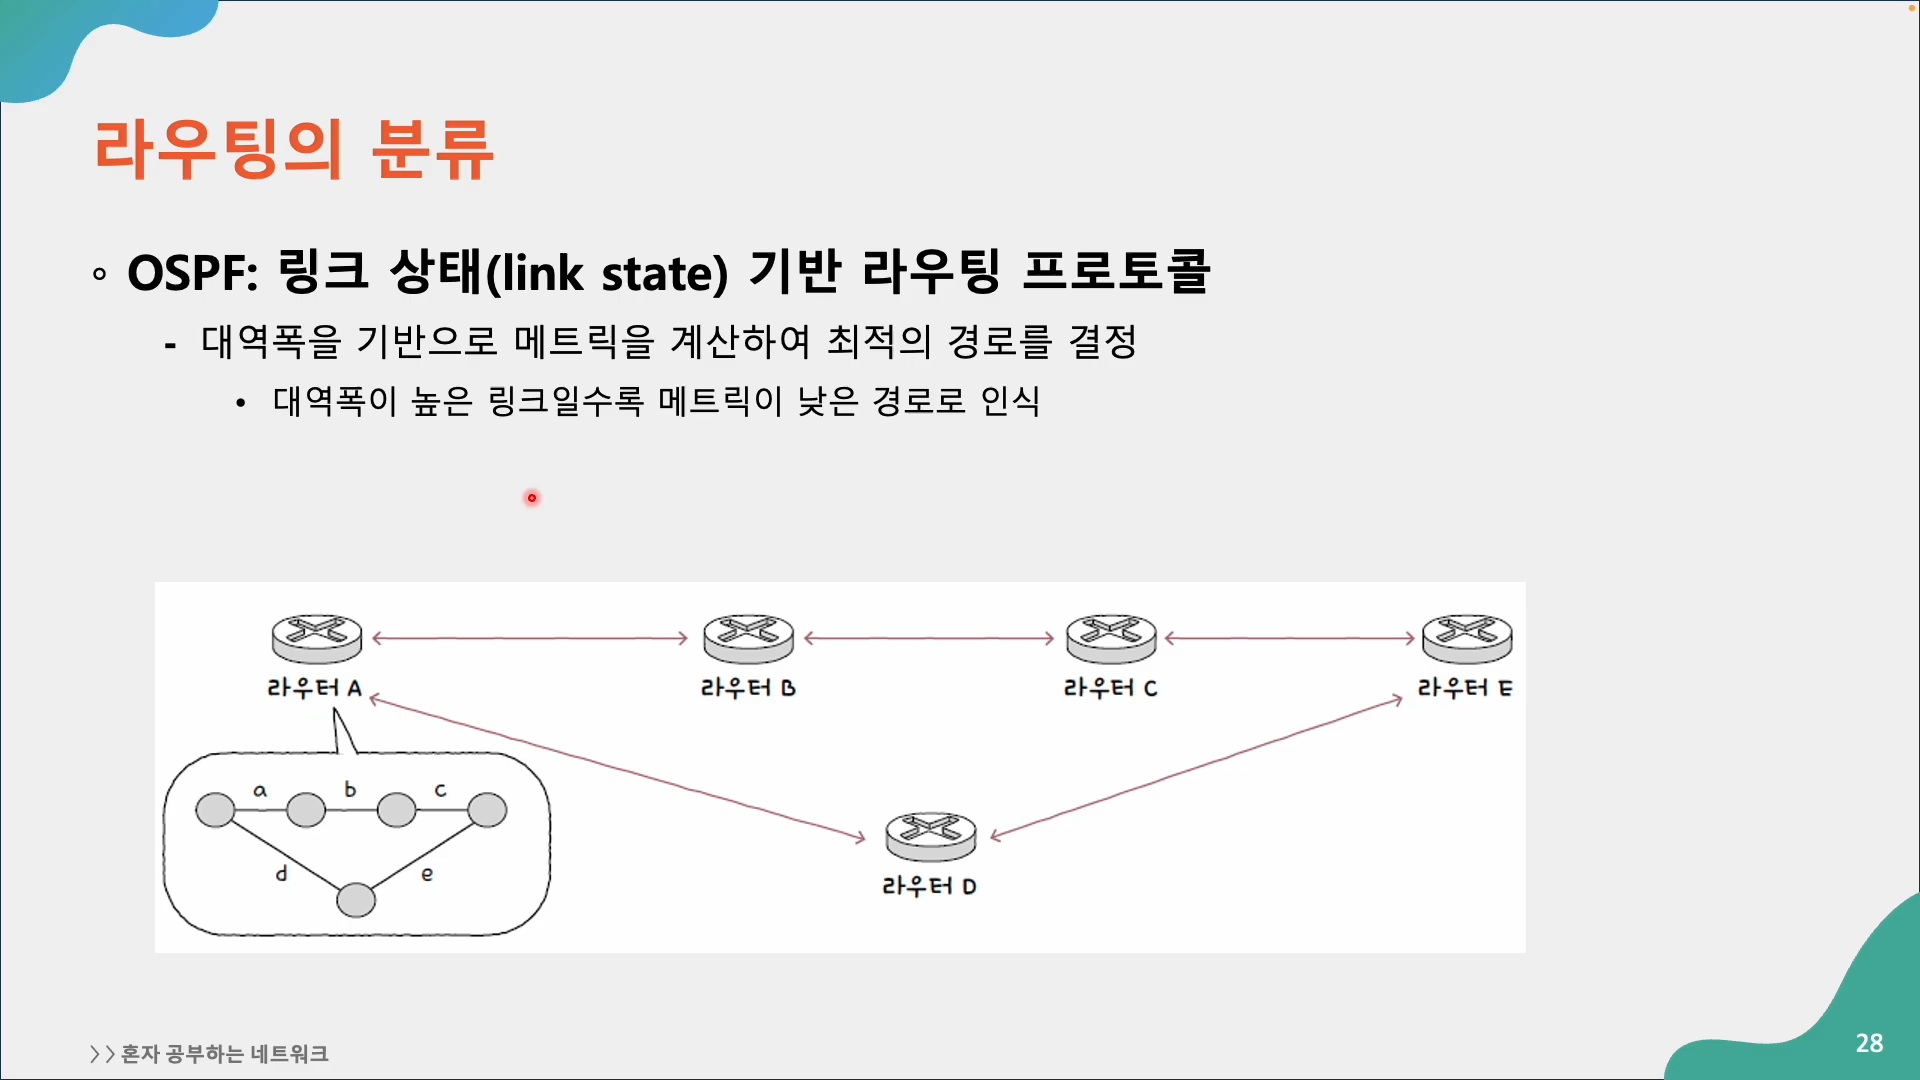 라우팅의 분류
◦ OSPF: 링크 상태(link state) 기반 라우팅 프로토콜
- 대역폭을 기반으로 메트릭을 계산하여 최적의 경로를 결정
• 대역폭이 높은 링크일수록 메트릭이 낮은 경로로 인식
라우터 A
라우터 B
라우터 C
라우터 E
a
b
c
d
e
라우터 D
>> 혼자 공부하는 네트워크
28